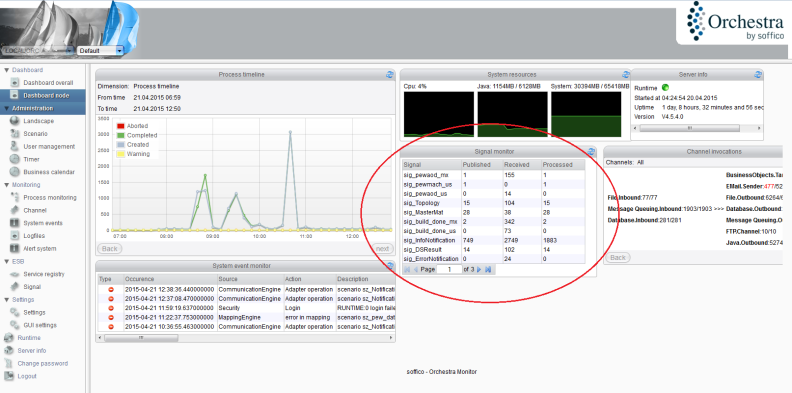 Orchestra
by soffico
Default
Dashboard
Dashboard overall
Dashboard node
Administration
Landscape
Scenario
User management
Timer
Business calendar
Monitoring
Process monitoring
Channel
System events
Logfiles
Alert system
ESB
Service registry
Signal
Settings
Settings
GUI settings
Runtime
Server info
Change password
Logout
Process timeline
Dimension: Process timeline
From time 21.04.2015 06:59
To time 21.04.2015 12:50
Aborted
Completed
Created
Warning
3500
3000
2500
2000
1500
1000
500
0
07:00 08:00 09:00 10:00 11:00 12:00
Back next
System event monitor
Type Occurence Source Action Description
2015-04-21 12:38:36.440000000 CommunicationEngine Adapter operation scenario sz_Notificati
2015-04-21 12:37:08.470000000 CommunicationEngine Adapter operation scenario sz_Notificati
2015-04-21 11:59:19.637000000 Security Login RUNTIME:0 login faile
2015-04-21 11:22:37.753000000 MappingEngine error in mapping scenario sz_pew_dat
2015-04-21 10:36:55.463000000 CommunicationEngine Adapter operation scenario sz_Notificati
System resources
Cpu: 4% Java: 1154MB / 6128MB System: 30394MB / 65418MB
Server info
Runtime
Started at 04:24:54 20.04.2015
Uptime 1 day, 8 hours, 32 minutes and 56 sec
Version V4.5.4.0
Signal monitor
Signal Published Received Processed
sig_pewaod_mx 1 155 1
sig_pewmach_us 1 0 1
sig_pewaod_us 0 14 0
sig_Topology 15 104 15
sig_MasterMat 28 38 28
sig_build_done_mx 2 342 2
sig_build_done_us 0 73 0
sig_InfoNotification 749 2749 1883
sig_DSResult 14 102 14
sig_ErrorNotification 0 24 0
Page 1 of 3
Channel invocations
Channels: All
BusinessObjects.Tas
EMail.Sender:477/52
File.Inbound:77/77 File.Outbound:6264/6
Message Queuing.Inbound:1903/1903 >>> Database.Outbound:
Database.Inbound:281/281 Message Queuing.O
FTP.Channel:10/10
Java.Outbound:5274
Back
soffico - Orchestra Monitor